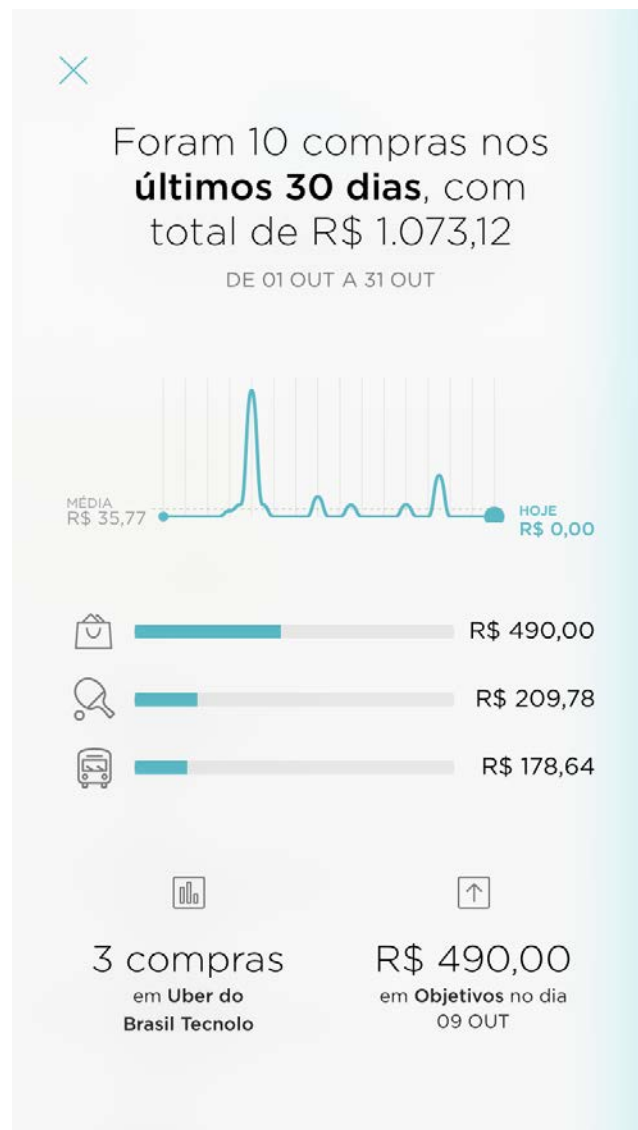 Foram 10 compras nos
últimos 30 dias, com
total de R$ 1.073,12
DE 01 OUT A 31 OUT
MÉDIA
R$ 35,77
HOJE
R$ 0,00
R$ 490,00
R$ 209,78
R$ 178,64
3 compras
em Uber do
Brasil Tecnolo
R$ 490,00
em Objetivos no dia
09 OUT